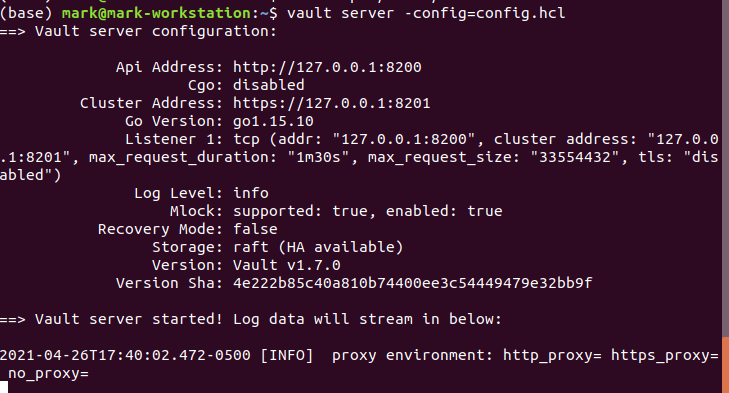 (base) mark@mark-workstation:~$ vault server -config=config.hcl
==> Vault server configuration:
Api Address: http://127.0.0.1:8200
Cgo: disabled
Cluster Address: https://127.0.0.1:8201
Go Version: go1.15.10
Listener 1: tcp (addr: "127.0.0.1:8200", cluster address: "127.0.0
.1:8201", max_request_duration: "1m30s", max_request_size: "33554432", tls: "dis
abled")
Log Level: info
Mlock: supported: true, enabled: true
Recovery Mode: false
Storage: raft (HA available)
Version: Vault v1.7.0
Version Sha: 4e222b85c40a810b74400ee3c54449479e32bb9f
==> Vault server started! Log data will stream in below:
2021-04-26T17:40:02.472-0500 [INFO]  proxy environment: http_proxy= https_proxy=
no_proxy=